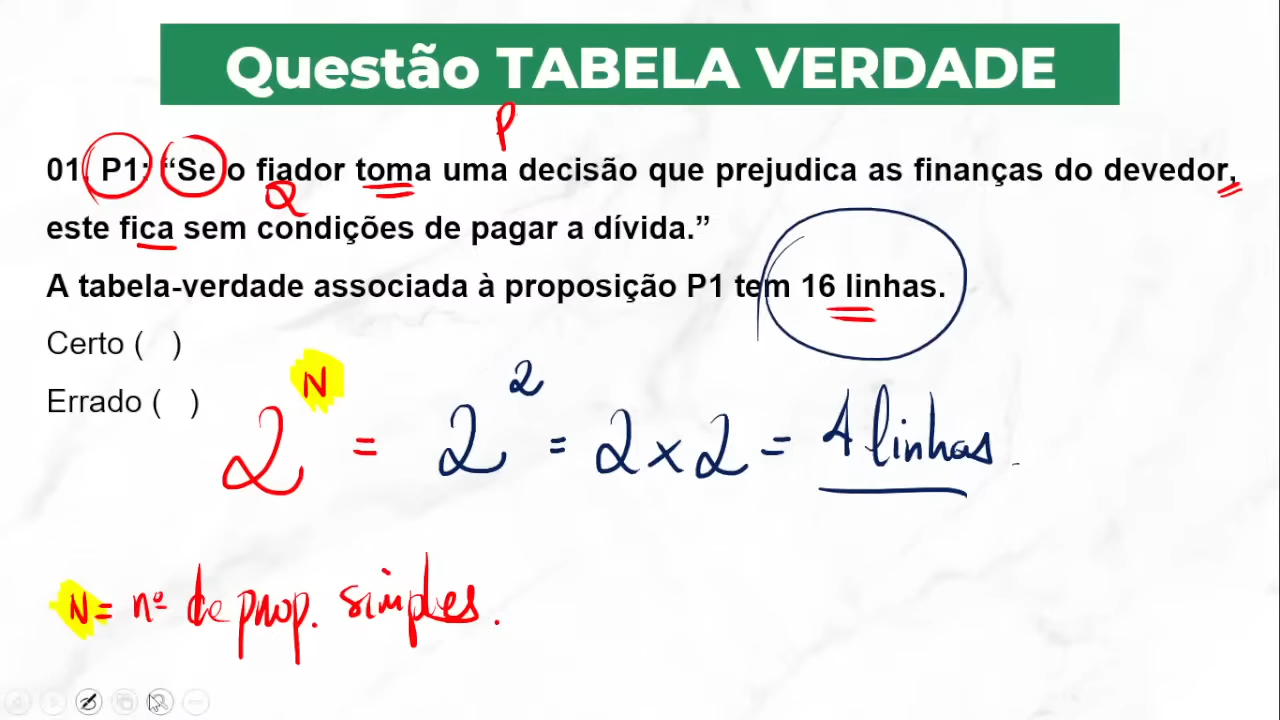 Questão TABELA VERDADE
P
01. P1: “Se o fiador toma uma decisão que prejudica as finanças do devedor,
Q
este fica sem condições de pagar a dívida.”
A tabela-verdade associada à proposição P1 tem 16 linhas.
Certo ( )
Errado ( )
2^N = 2^2 = 2 x 2 = 4 linhas.
N = nº de prop. simples.